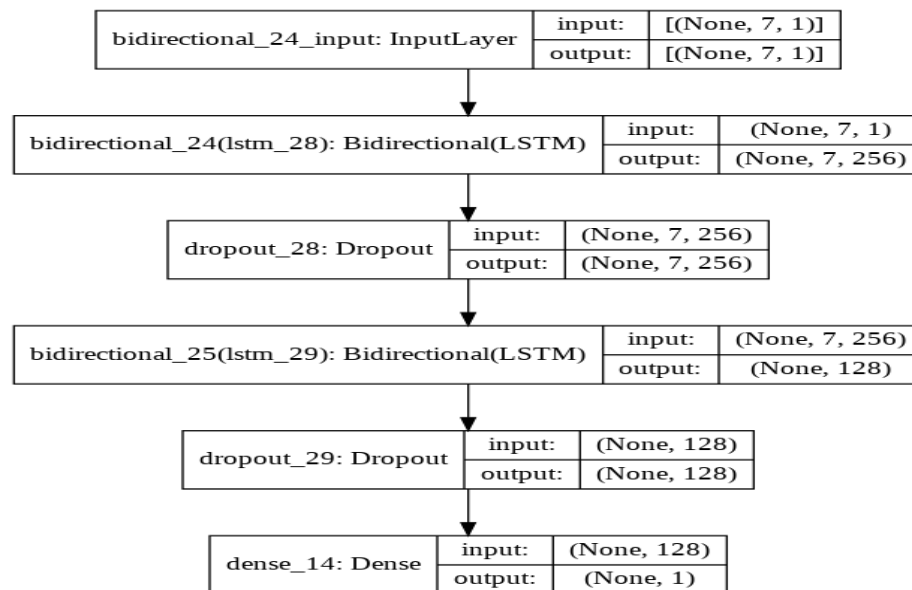 bidirectional_24_input: InputLayer
input: [(None, 7, 1)]
output: [(None, 7, 1)]
bidirectional_24(lstm_28): Bidirectional(LSTM)
input: (None, 7, 1)
output: (None, 7, 256)
dropout_28: Dropout
input: (None, 7, 256)
output: (None, 7, 256)
bidirectional_25(lstm_29): Bidirectional(LSTM)
input: (None, 7, 256)
output: (None, 128)
dropout_29: Dropout
input: (None, 128)
output: (None, 128)
dense_14: Dense
input: (None, 128)
output: (None, 1)